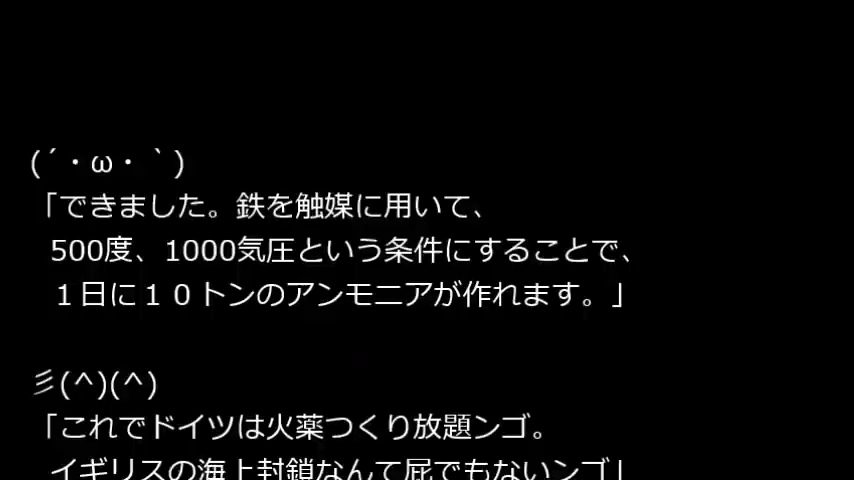 (´・ω・｀)
「できました。鉄を触媒に用いて、
500度、1000気圧という条件にすることで、
１日に１０トンのアンモニアが作れます。」
彡(^)(^)
「これでドイツは火薬つくり放題ンゴ。
イギリスの海上封鎖なんて屁でもないンゴ」